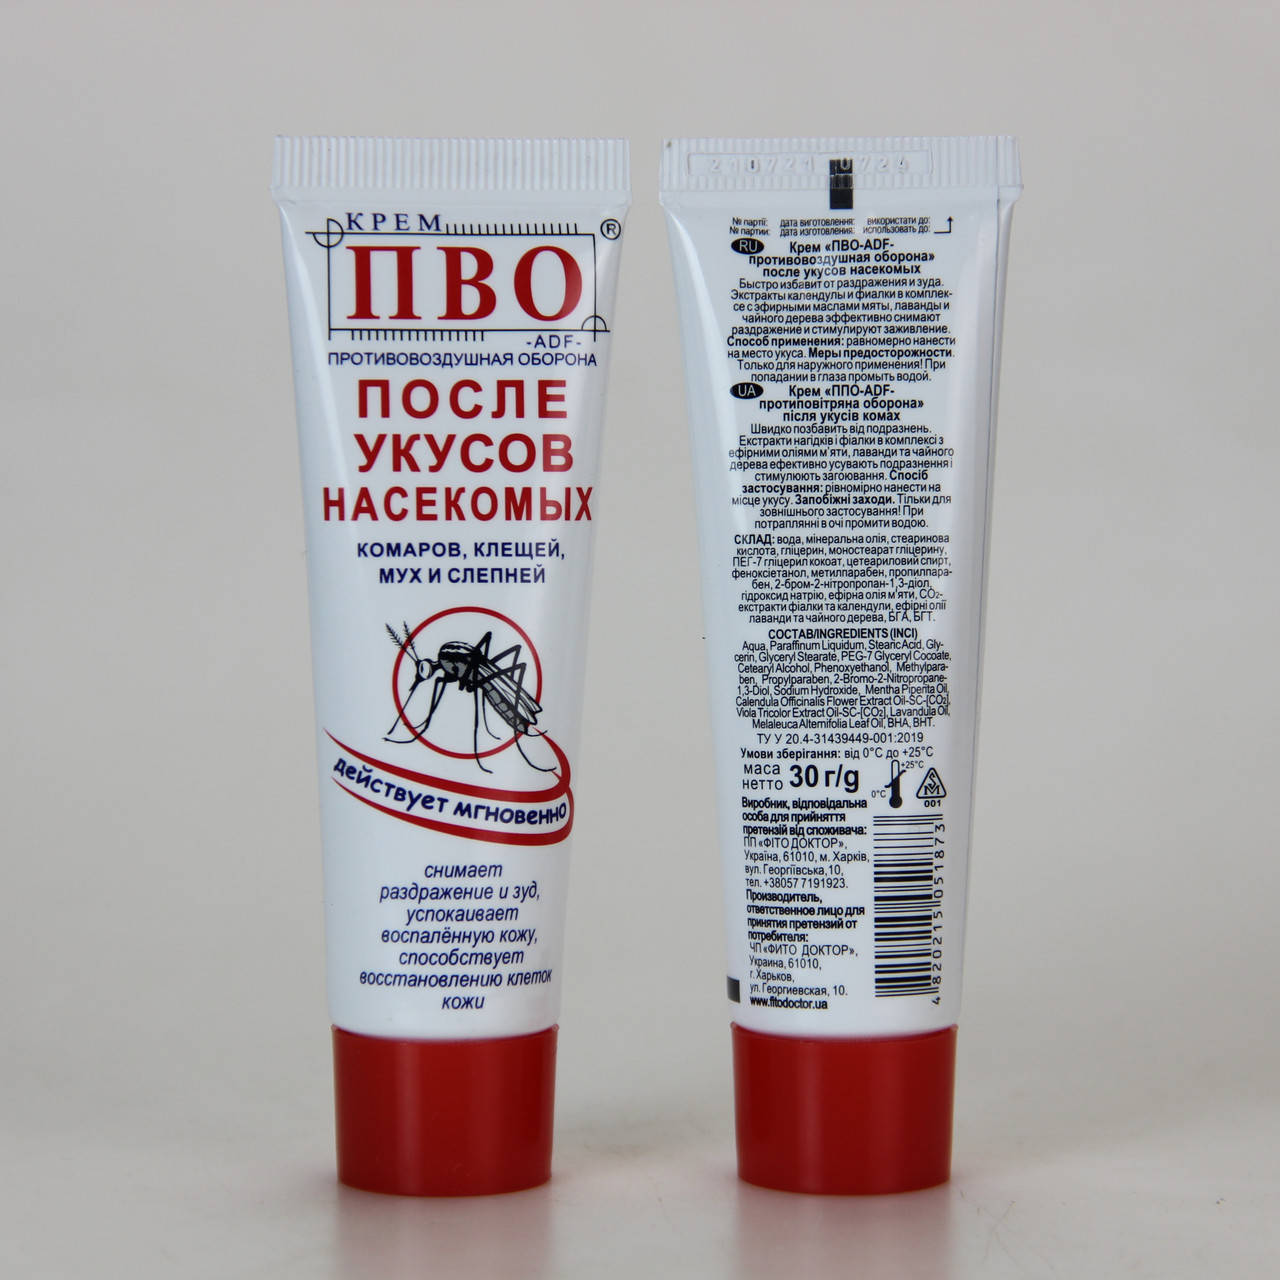 КРЕМ
ПВО
®
-ADF-
ПРОТИВОВОЗДУШНАЯ ОБОРОНА
ПОСЛЕ
УКУСОВ
НАСЕКОМЫХ
КОМАРОВ, КЛЕЩЕЙ,
МУХ И СЛЕПНЕЙ
действует мгновенно
снимает
раздражение и зуд,
успокаивает
воспалённую кожу,
способствует
восстановлению клеток
кожи
210721 0724
№ партії: дата виготовлення: використати до:
№ партии: дата изготовления: использовать до:
RU Крем «ПВО-ADF-
противовоздушная оборона»
после укусов насекомых
Быстро избавит от раздражения и зуда.
Экстракты календулы и фиалки в комплек-
се с эфирными маслами мяты, лаванды и
чайного дерева эффективно снимают
раздражение и стимулируют заживление.
Способ применения: равномерно нанести
на место укуса. Меры предосторожности.
Только для наружного применения! При
попадании в глаза промыть водой.
UA Крем «ППО-ADF-
протиповітряна оборона»
після укусів комах
Швидко позбавить від подразнень.
Екстракти нагідків і фіалки в комплексі з
ефірними оліями м'яти, лаванди та чайного
дерева ефективно усувають подразнення і
стимулюють загоювання. Спосіб
застосування: рівномірно нанести на
місце укусу. Запобіжні заходи. Тільки для
зовнішнього застосування! При
потраплянні в очі промити водою.
СКЛАД: вода, мінеральна олія, стеаринова
кислота, гліцерин, моностеарат гліцерину,
ПЕГ-7 гліцерил кокоат, цетеариловий спирт,
феноксіетанол, метилпарабен, пропилпара-
бен, 2-бром-2-нітропропан-1,3-діол,
гідроксид натрію, ефірна олія м'яти, CO₂-
екстракти фіалки та календули, ефірні олії
лаванди та чайного дерева, БГА, БГТ.
СОСТАВ/INGREDIENTS (INCI)
Aqua, Paraffinum Liquidum, Stearic Acid, Gly-
cerin, Glyceryl Stearate, PEG-7 Glyceryl Cocoate,
Cetearyl Alcohol, Phenoxyethanol, Methylpara-
ben, Propylparaben, 2-Bromo-2-Nitropropane-
1,3-Diol, Sodium Hydroxide, Mentha Piperita Oil,
Calendula Officinalis Flower Extract Oil-SC-[CO₂],
Viola Tricolor Extract Oil-SC-[CO₂], Lavandula Oil,
Melaleuca Alternifolia Leaf Oil, BHA, BHT.
ТУ У 20.4-31439449-001:2019
Умови зберігання: від 0°C до +25°C
маса
нетто 30 г/g
+25°C
0°C
001
Виробник, відповідальна
особа для прийняття
претензій від споживача:
ПП «ФІТО ДОКТОР»,
Україна, 61010, м. Харків,
вул. Георгіївська,10,
тел. +38057 7191923.
Производитель,
ответственное лицо для
принятия претензий от
потребителя:
ЧП «ФИТО ДОКТОР»,
Украина, 61010,
г. Харьков,
ул. Георгиевская, 10.
www.fitodoctor.ua
4820215051873